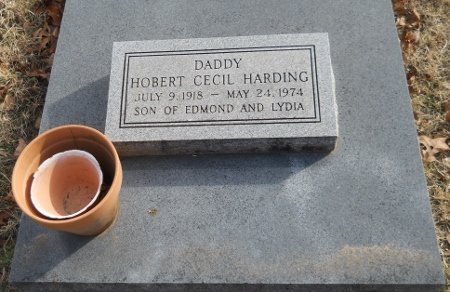 DADDY
HOBERT CECIL HARDING
JULY 9, 1918 – MAY 24, 1974
SON OF EDMOND AND LYDIA